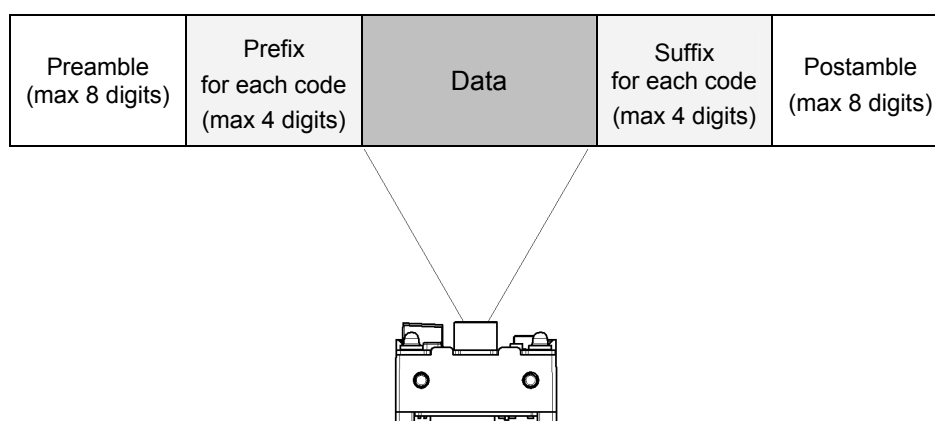 Preamble
(max 8 digits)
Prefix
for each code
(max 4 digits)
Data
Suffix
for each code
(max 4 digits)
Postamble
(max 8 digits)